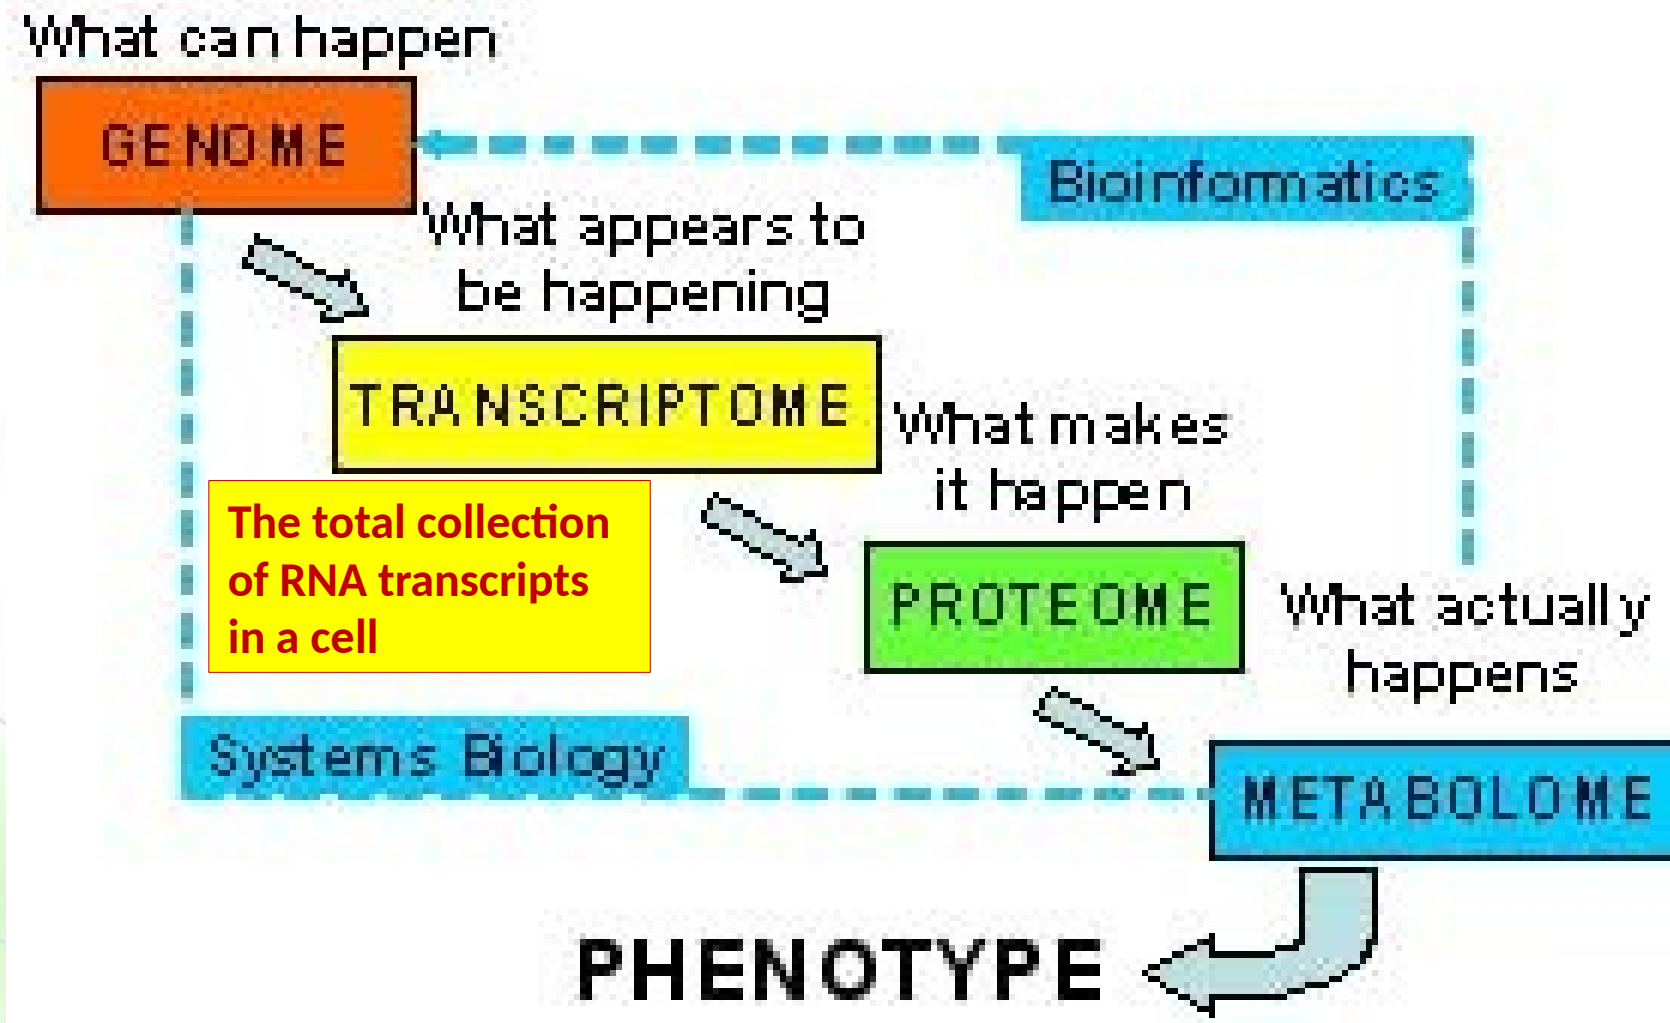 What can happen
GENOME
Bioinformatics
What appears to
be happening
TRANSCRIPTOME
What makes
it happen
The total collection
of RNA transcripts
in a cell
PROTEOME
What actually
happens
Systems Biology
METABOLOME
PHENOTYPE